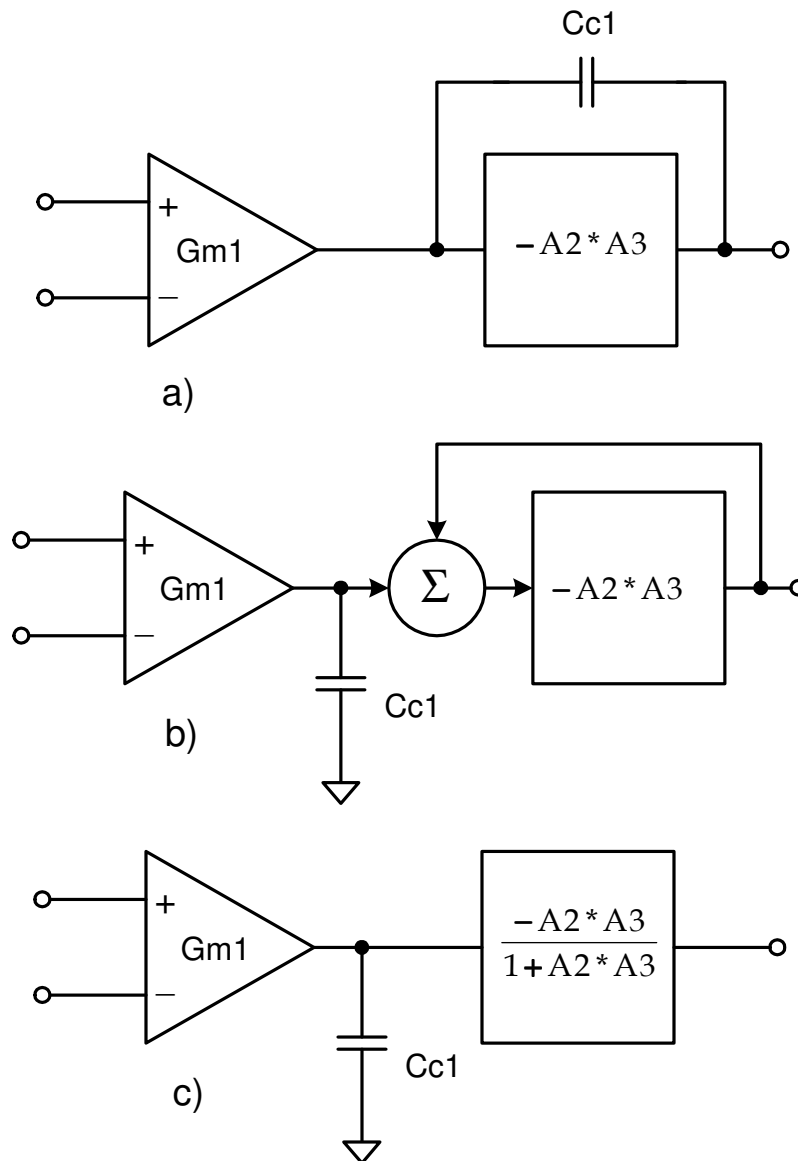 Cc1
+
Gm1
−
−A2*A3
a)
+
Gm1
−
Σ
−A2*A3
Cc1
b)
+
Gm1
−
−A2*A3
1+A2*A3
Cc1
c)